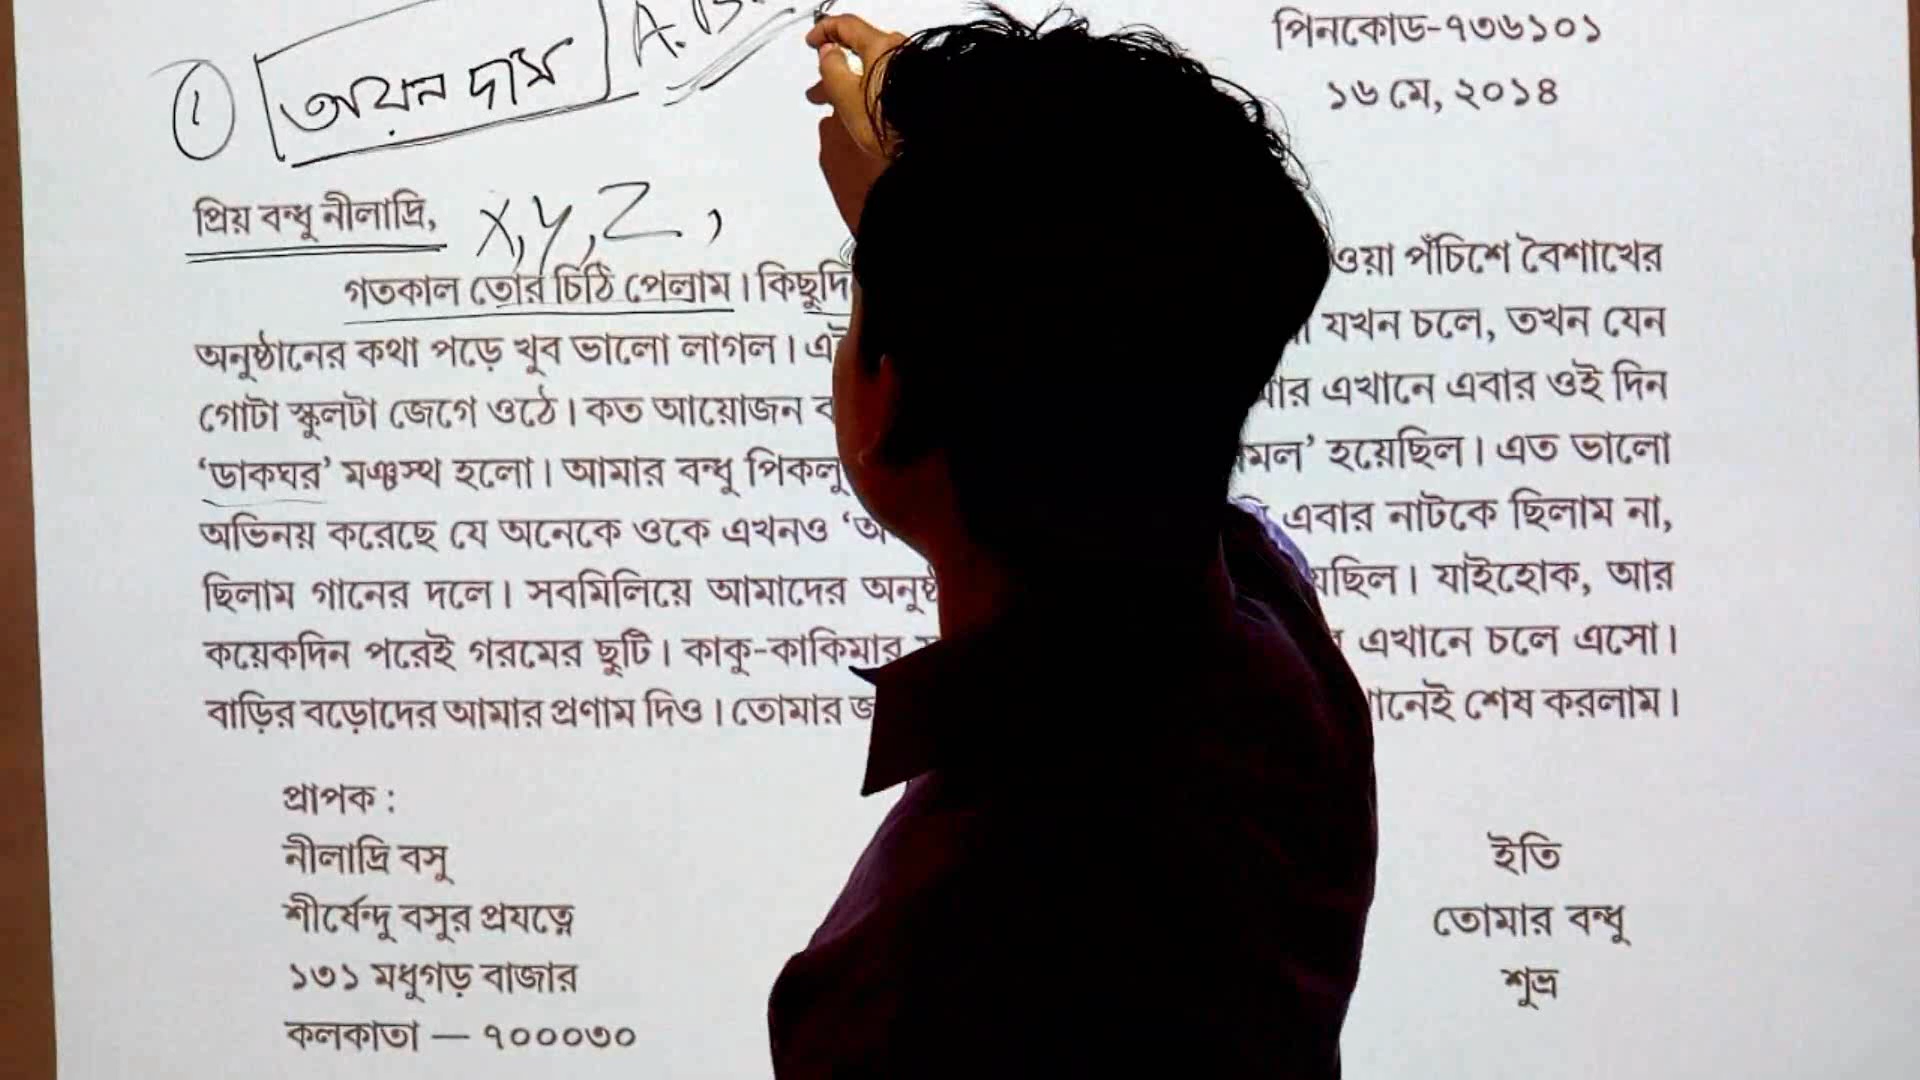 পিনকোড-৭৩৬১০১
১৬ মে, ২০১৪
১ অয়ন দাস A.B.
প্রিয় বন্ধু নীলাদ্রি, x,y,z,
গতকাল তোর চিঠি পেলাম। ওয়া পঁচিশে বৈশাখের
অনুষ্ঠানের কথা পড়ে খুব ভালো লাগল। যখন চলে, তখন যেন
গোটা স্কুলটা জেগে ওঠে। কত আয়োজন এখানে এবার ওই দিন
‘ডাকঘর’ মঞ্চস্থ হলো। আমার বন্ধু পিকলু হয়েছিল। এত ভালো
অভিনয় করেছে যে অনেকে ওকে এখনও এবার নাটকে ছিলাম না,
ছিলাম গানের দলে। সবমিলিয়ে আমাদের যাইহোক, আর
কয়েকদিন পরেই গরমের ছুটি। কাকু-কাকিমার এখানে চলে এসো।
বাড়ির বড়োদের আমার প্রণাম দিও। তোমার শেষ করলাম।
প্রাপক :
নীলাদ্রি বসু
শীর্ষেন্দু বসুর প্রযত্নে
১৩১ মধুগড় বাজার
কলকাতা — ৭০০০৩০
ইতি
তোমার বন্ধু
শুভ্র